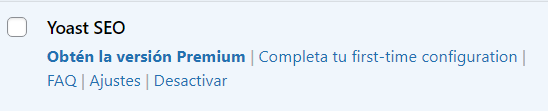 Yoast SEO
Obtén la versión Premium | Completa tu first-time configuration |
FAQ | Ajustes | Desactivar